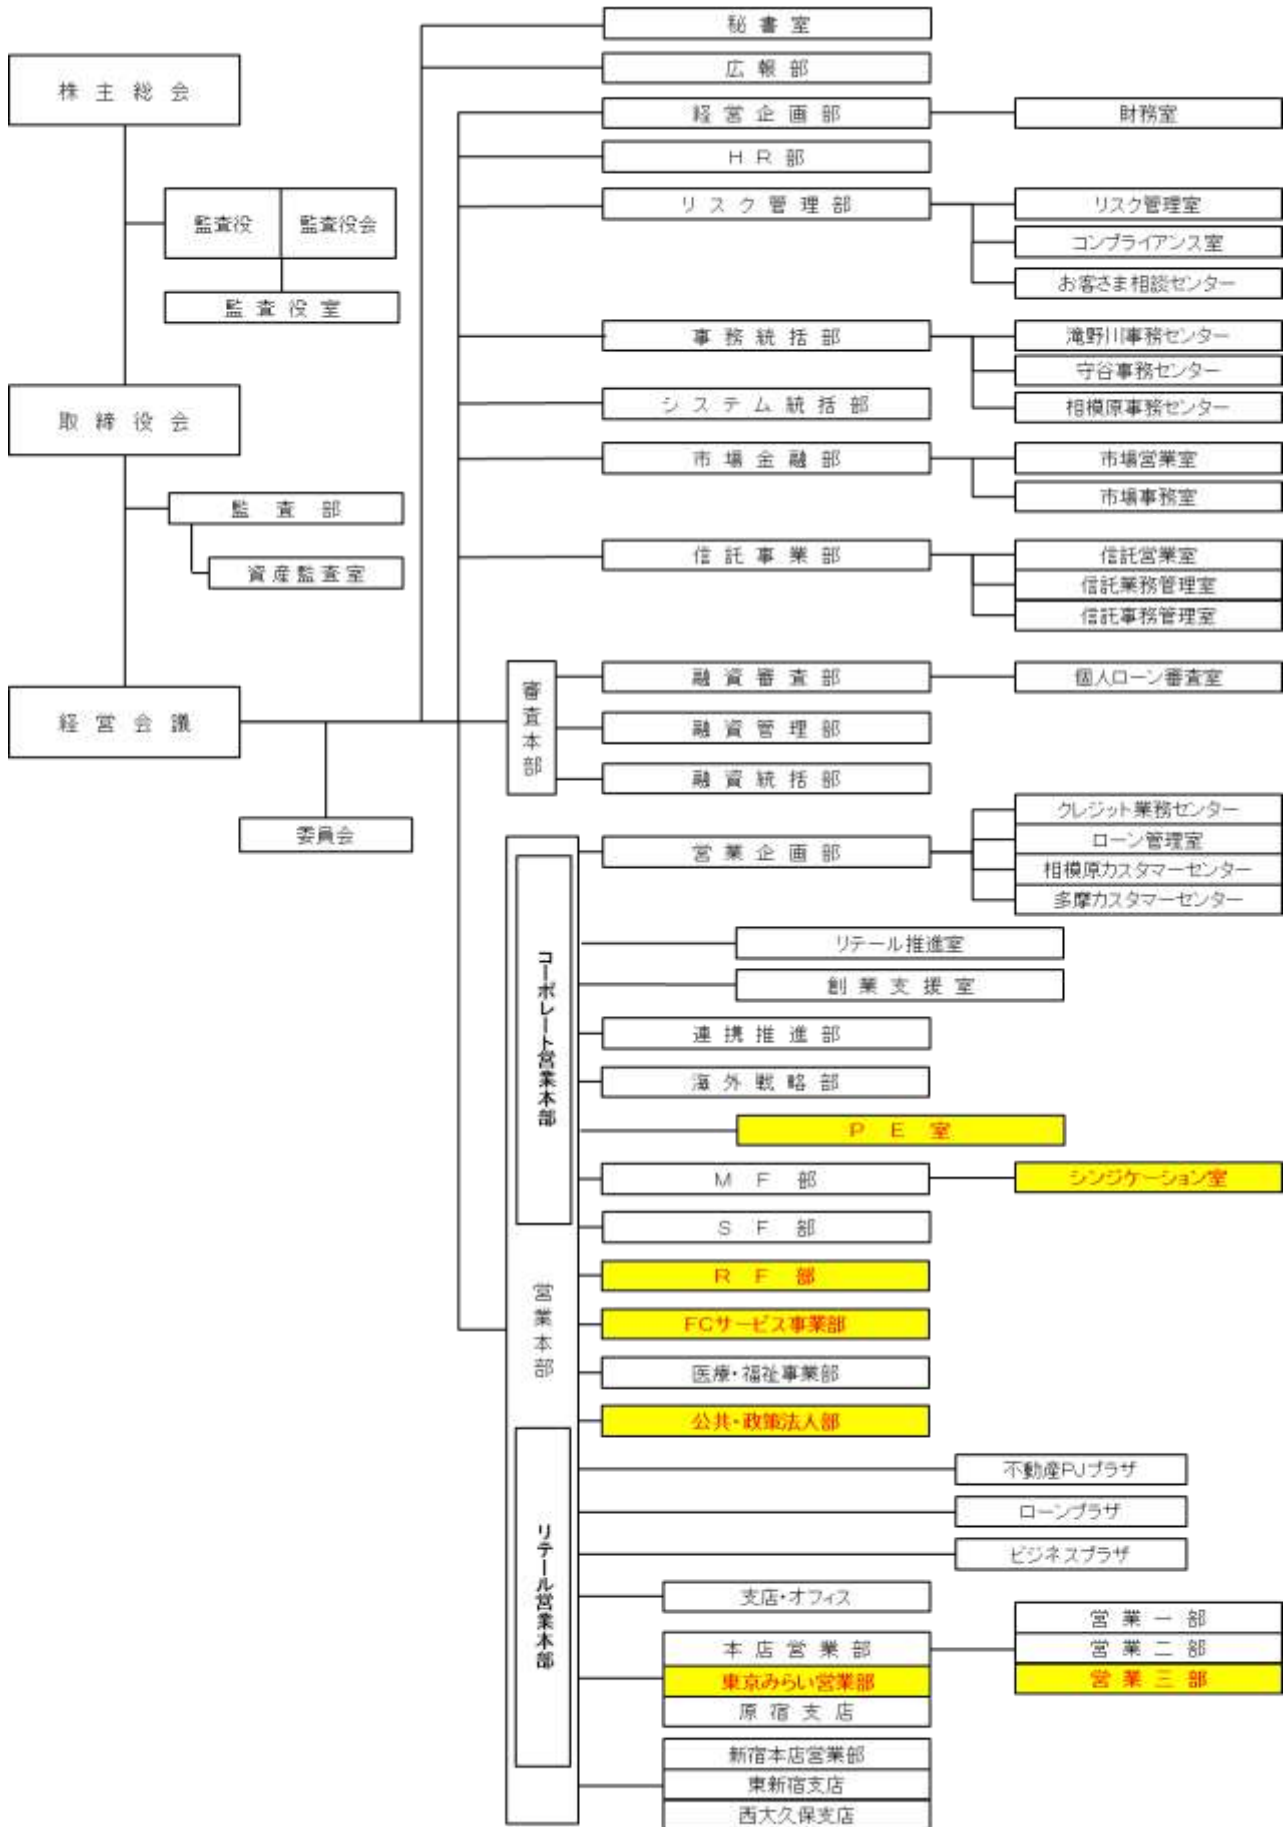 株主総会
監査役
監査役会
監査役室
取締役会
監査部
資産監査室
経営会議
委員会
秘書室
広報部
経営企画部
財務室
HR部
リスク管理部
リスク管理室
コンプライアンス室
お客さま相談センター
事務統括部
滝野川事務センター
守谷事務センター
相模原事務センター
システム統括部
市場金融部
市場営業室
市場事務室
信託事業部
信託営業室
信託業務管理室
信託事務管理室
審査本部
融資審査部
個人ローン審査室
融資管理部
融資統括部
営業本部
コーポレート営業本部
営業企画部
クレジット業務センター
ローン管理室
相模原カスタマーセンター
多摩カスタマーセンター
リテール推進室
創業支援室
連携推進部
海外戦略部
PE室
MF部
シンジケーション室
SF部
RF部
FCサービス事業部
医療・福祉事業部
公共・政策法人部
リテール営業本部
不動産PJプラザ
ローンプラザ
ビジネスプラザ
支店・オフィス
本店営業部
営業一部
営業二部
営業三部
東京みらい営業部
原宿支店
新宿本店営業部
東新宿支店
西大久保支店